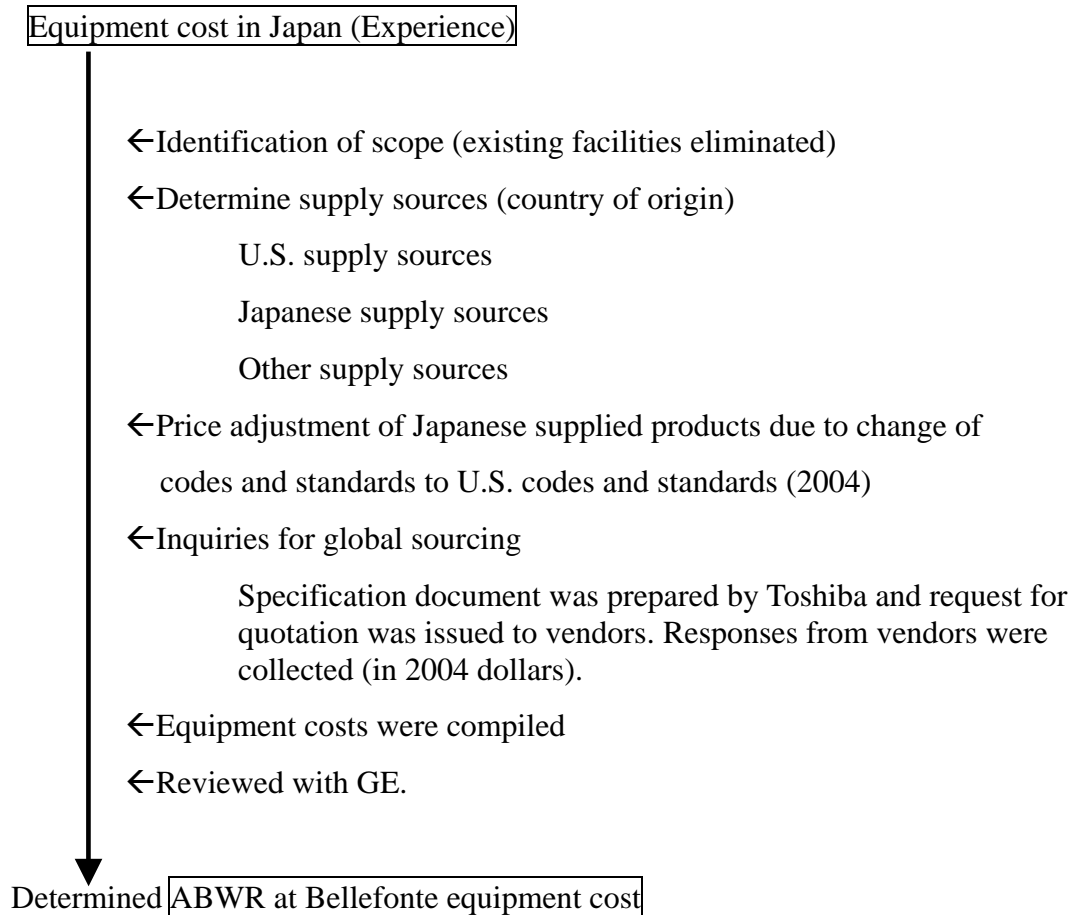 Equipment cost in Japan (Experience)
←Identification of scope (existing facilities eliminated)
←Determine supply sources (country of origin)
U.S. supply sources
Japanese supply sources
Other supply sources
←Price adjustment of Japanese supplied products due to change of
codes and standards to U.S. codes and standards (2004)
←Inquiries for global sourcing
Specification document was prepared by Toshiba and request for
quotation was issued to vendors. Responses from vendors were
collected (in 2004 dollars).
←Equipment costs were compiled
←Reviewed with GE.
Determined ABWR at Bellefonte equipment cost